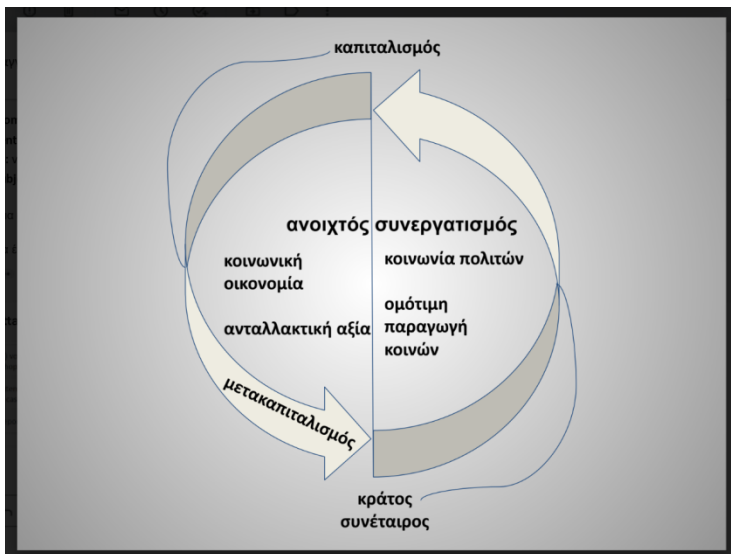 καπιταλισμός
ανοιχτός συνεργατισμός
κοινωνική
οικονομία
ανταλλακτική αξία
κοινωνία πολιτών
ομότιμη
παραγωγή
κοινών
μετακαπιταλισμός
κράτος
συνέταιρος